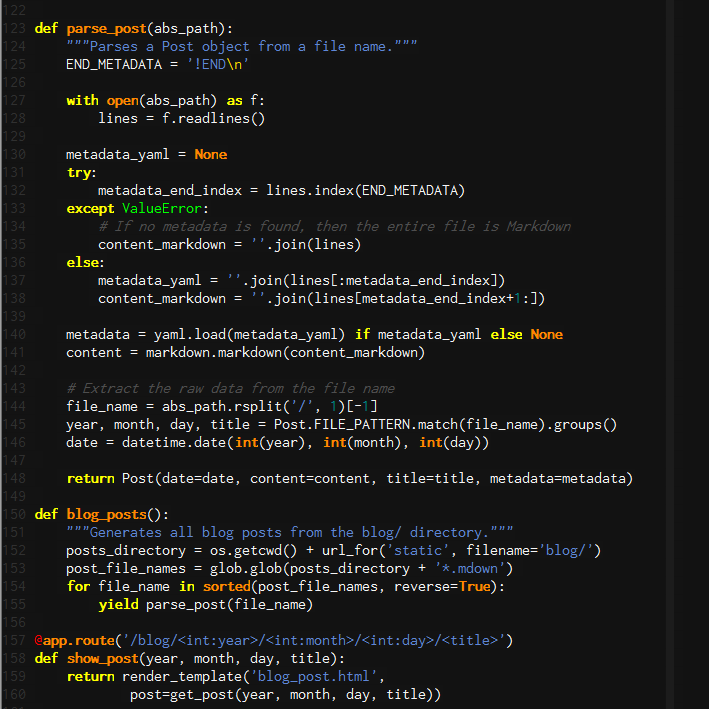 122
123 def parse_post(abs_path):
124     """Parses a Post object from a file name."""
125     END_METADATA = '!END\n'
126
127     with open(abs_path) as f:
128         lines = f.readlines()
129
130     metadata_yaml = None
131     try:
132         metadata_end_index = lines.index(END_METADATA)
133     except ValueError:
134         # If no metadata is found, then the entire file is Markdown
135         content_markdown = ''.join(lines)
136     else:
137         metadata_yaml = ''.join(lines[:metadata_end_index])
138         content_markdown = ''.join(lines[metadata_end_index+1:])
139
140     metadata = yaml.load(metadata_yaml) if metadata_yaml else None
141     content = markdown.markdown(content_markdown)
142
143     # Extract the raw data from the file name
144     file_name = abs_path.rsplit('/', 1)[-1]
145     year, month, day, title = Post.FILE_PATTERN.match(file_name).groups()
146     date = datetime.date(int(year), int(month), int(day))
147
148     return Post(date=date, content=content, title=title, metadata=metadata)
149
150 def blog_posts():
151     """Generates all blog posts from the blog/ directory."""
152     posts_directory = os.getcwd() + url_for('static', filename='blog/')
153     post_file_names = glob.glob(posts_directory + '*.mdown')
154     for file_name in sorted(post_file_names, reverse=True):
155         yield parse_post(file_name)
156
157 @app.route('/blog/<int:year>/<int:month>/<int:day>/<title>')
158 def show_post(year, month, day, title):
159     return render_template('blog_post.html',
160             post=get_post(year, month, day, title))